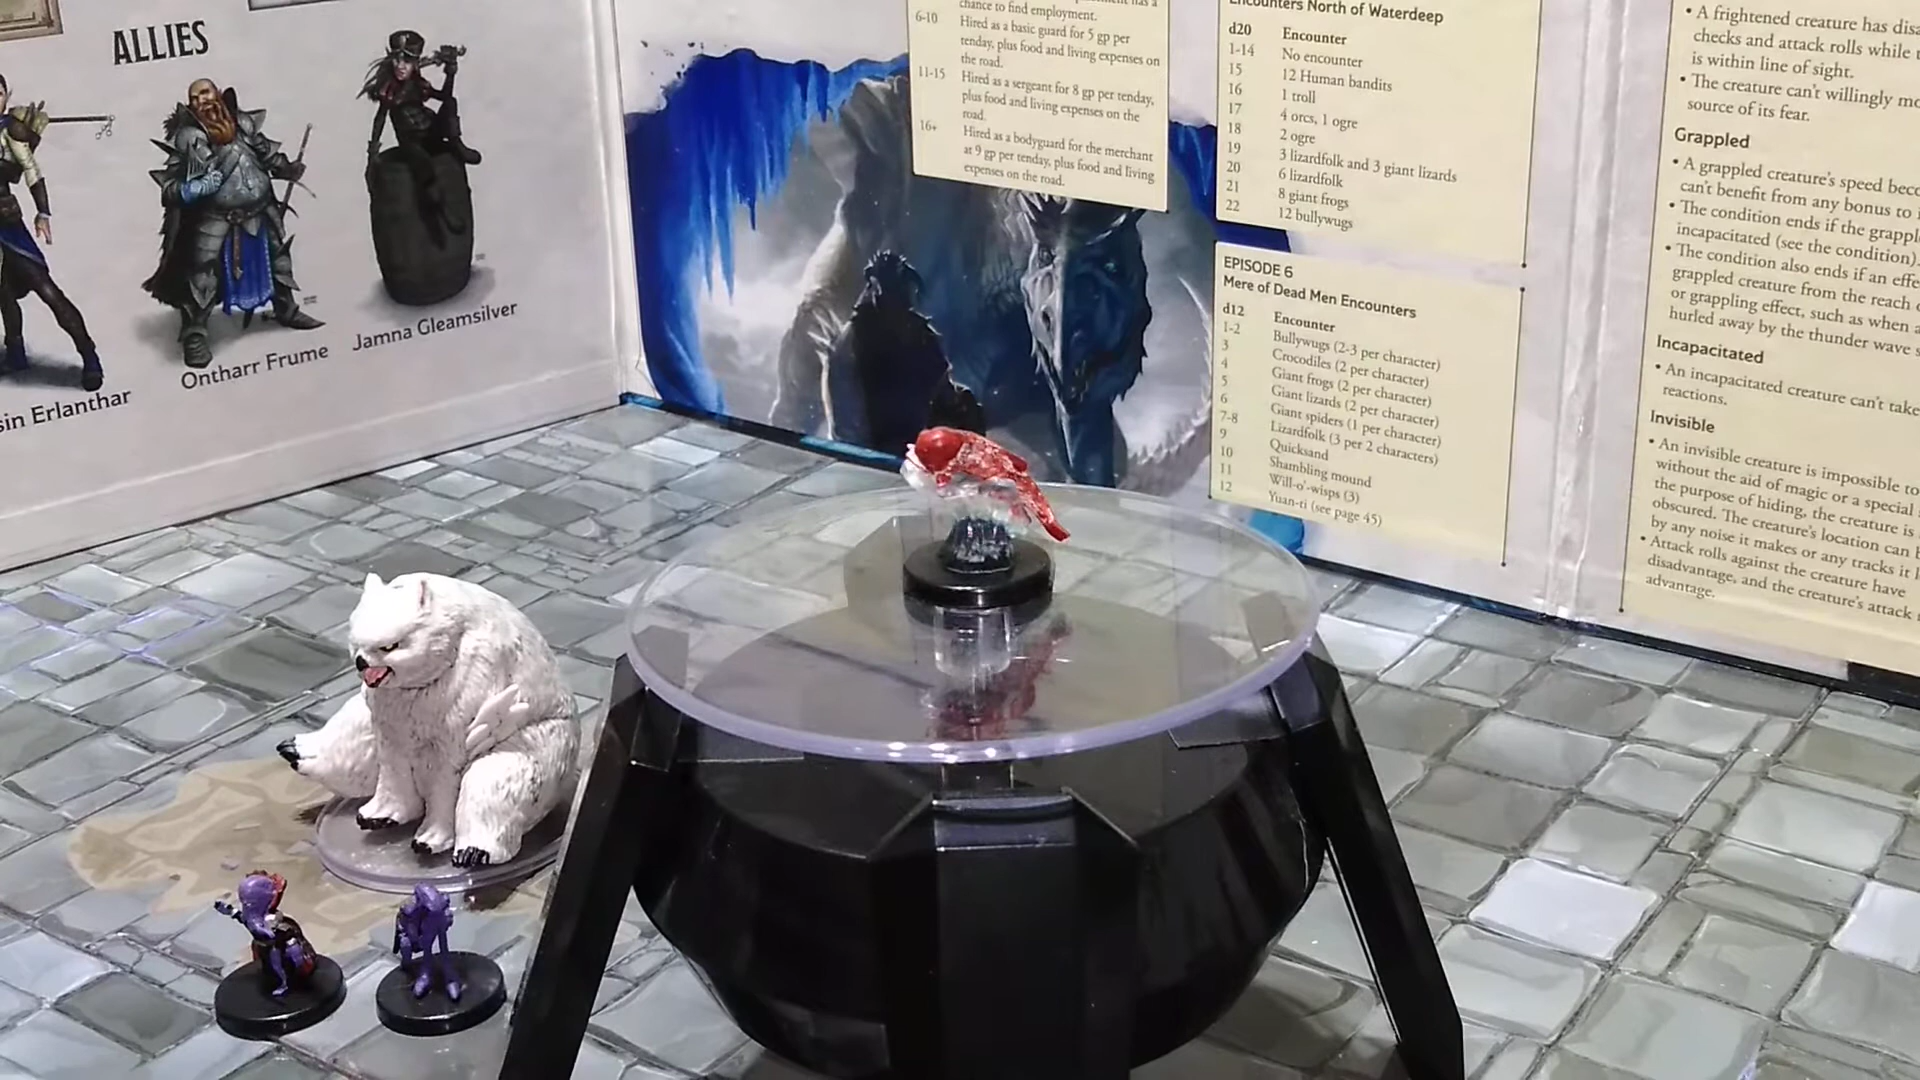 ALLIES
Erlanthar
Ontharr Frume
Jamna Gleamsilver
chance to find employment.
6-10 Hired as a basic guard for 5 gp per
tenday, plus food and living expenses on
the road.
11-15 Hired as a sergeant for 8 gp per tenday,
plus food and living expenses on the
road.
16+ Hired as a bodyguard for the merchant
at 9 gp per tenday, plus food and living
expenses on the road.
Encounters North of Waterdeep
d20 Encounter
1-14 No encounter
15 12 Human bandits
16 1 troll
17 4 orcs, 1 ogre
18 2 ogre
19 3 lizardfolk and 3 giant lizards
20 6 lizardfolk
21 8 giant frogs
22 12 bullywugs
EPISODE 6
Mere of Dead Men Encounters
d12 Encounter
1-2 Bullywugs (2-3 per character)
3 Crocodiles (2 per character)
4 Giant frogs (2 per character)
5 Giant lizards (2 per character)
6 Giant spiders (1 per character)
7-8 Lizardfolk (3 per 2 characters)
9 Quicksand
10 Shambling mound
11 Will-o'-wisps (3)
12 Yuan-ti (see page 45)
• A frightened creature has
checks and attack rolls while
is within line of sight.
• The creature can't willingly
source of its fear.
Grappled
• A grappled creature's speed
can't benefit from any bonus to
• The condition ends if the
incapacitated (see the condition).
• The condition also ends if an
grappled creature from the reach
or grappling effect, such as when a
hurled away by the thunder wave
Incapacitated
• An incapacitated creature can't take
reactions.
Invisible
• An invisible creature is impossible to
without the aid of magic or a special
the purpose of hiding, the creature is
obscured. The creature's location can
by any noise it makes or any tracks it
• Attack rolls against the creature have
disadvantage, and the creature's attack
advantage.